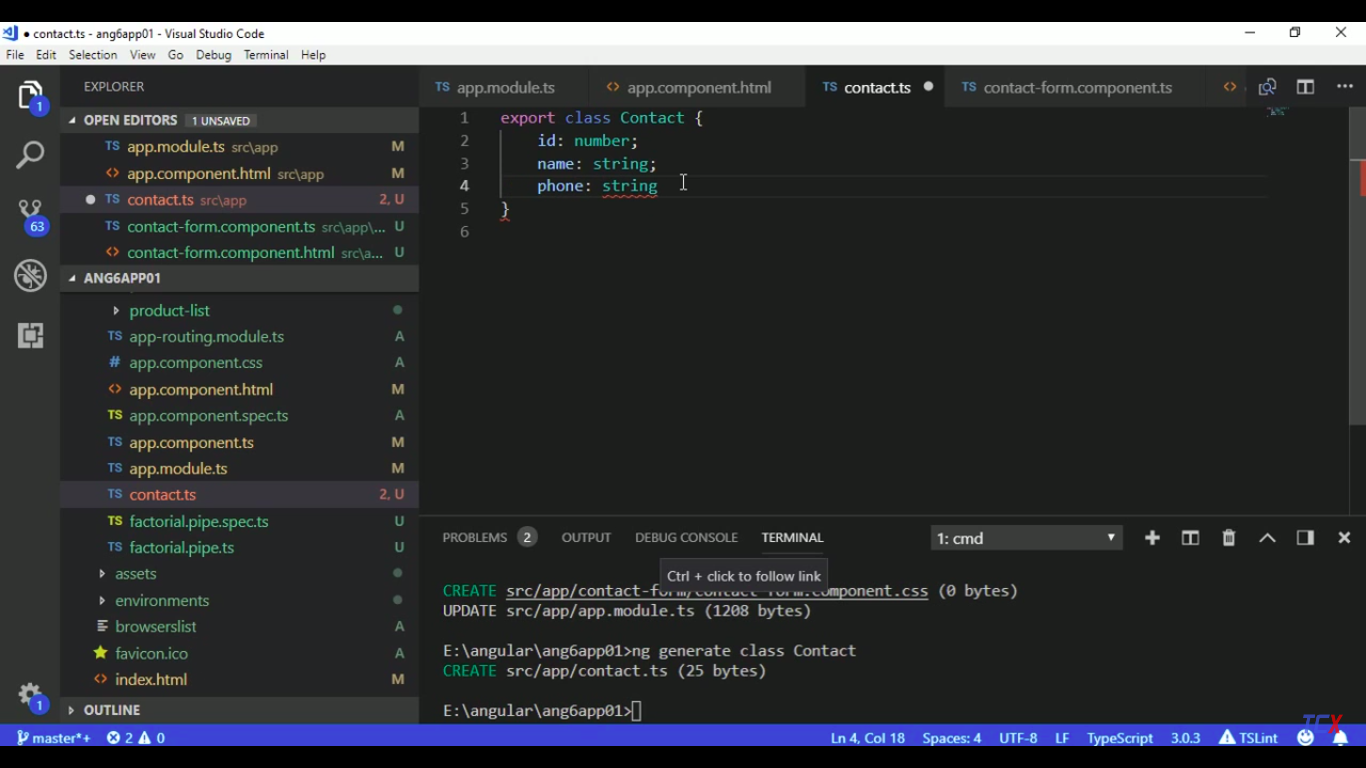 ● contact.ts - ang6app01 - Visual Studio Code
File Edit Selection View Go Debug Terminal Help
EXPLORER
OPEN EDITORS 1 UNSAVED
TS app.module.ts src\app M
<> app.component.html src\app M
● TS contact.ts src\app 2, U
TS contact-form.component.ts src\app\... U
<> contact-form.component.html src\a... U
ANG6APP01
product-list
TS app-routing.module.ts A
# app.component.css A
<> app.component.html M
TS app.component.spec.ts A
TS app.component.ts M
TS app.module.ts M
TS contact.ts 2, U
TS factorial.pipe.spec.ts U
TS factorial.pipe.ts U
assets
environments
browserslist A
favicon.ico A
<> index.html M
OUTLINE
1
63
1
TS app.module.ts <> app.component.html TS contact.ts ● TS contact-form.component.ts <>
1 export class Contact {
2 id: number;
3 name: string;
4 phone: string
5 }
6
PROBLEMS 2 OUTPUT DEBUG CONSOLE TERMINAL 1: cmd
Ctrl + click to follow link
CREATE src/app/contact-form/contact-form.component.css (0 bytes)
UPDATE src/app/app.module.ts (1208 bytes)
E:\angular\ang6app01>ng generate class Contact
CREATE src/app/contact.ts (25 bytes)
E:\angular\ang6app01>
master*+ 2 0 Ln 4, Col 18 Spaces: 4 UTF-8 LF TypeScript 3.0.3 TSLint